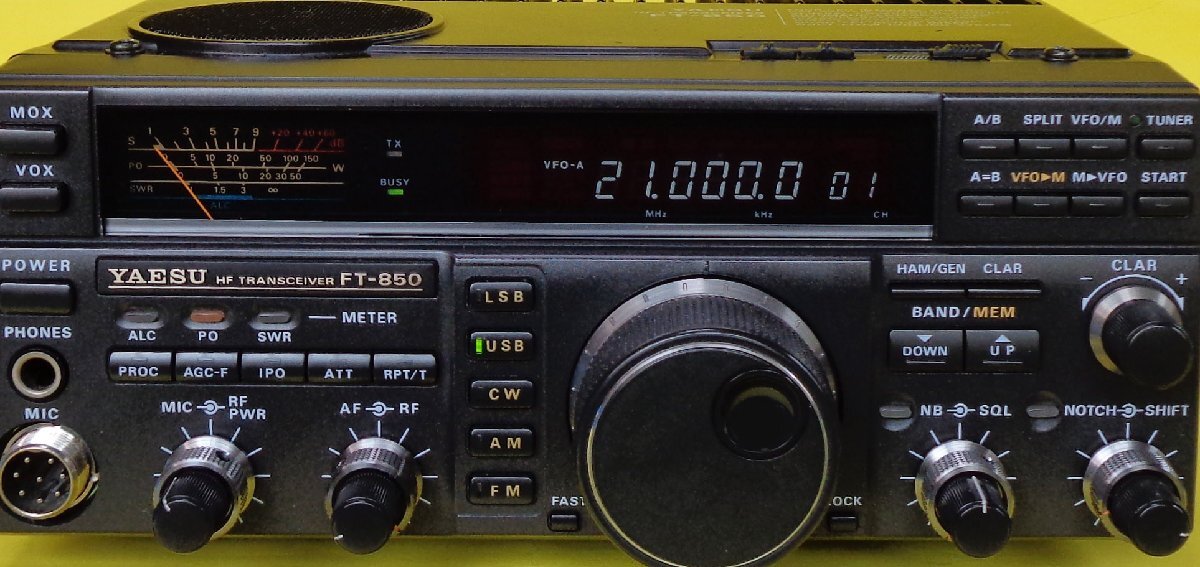 MOX
VOX
S 1 3 5 7 9 +20 +40 +60 dB
PO 0 5 10 20 50 100 150 W
0 5 10 20 30 50
SWR 1.5 3 ∞
ALC
TX
BUSY
VFO-A 21.000.0 01
MHz kHz CH
A/B SPLIT VFO/M TUNER
A=B VFO▶M M▶VFO START
POWER
PHONES
MIC
YAESU HF TRANSCEIVER FT-850
ALC PO SWR METER
PROC AGC-F IPO ATT RPT/T
MIC RF PWR
AF RF
LSB
USB
CW
AM
FM
FAST
LOCK
HAM/GEN CLAR
BAND/MEM
DOWN UP
− CLAR +
NB SQL
NOTCH SHIFT